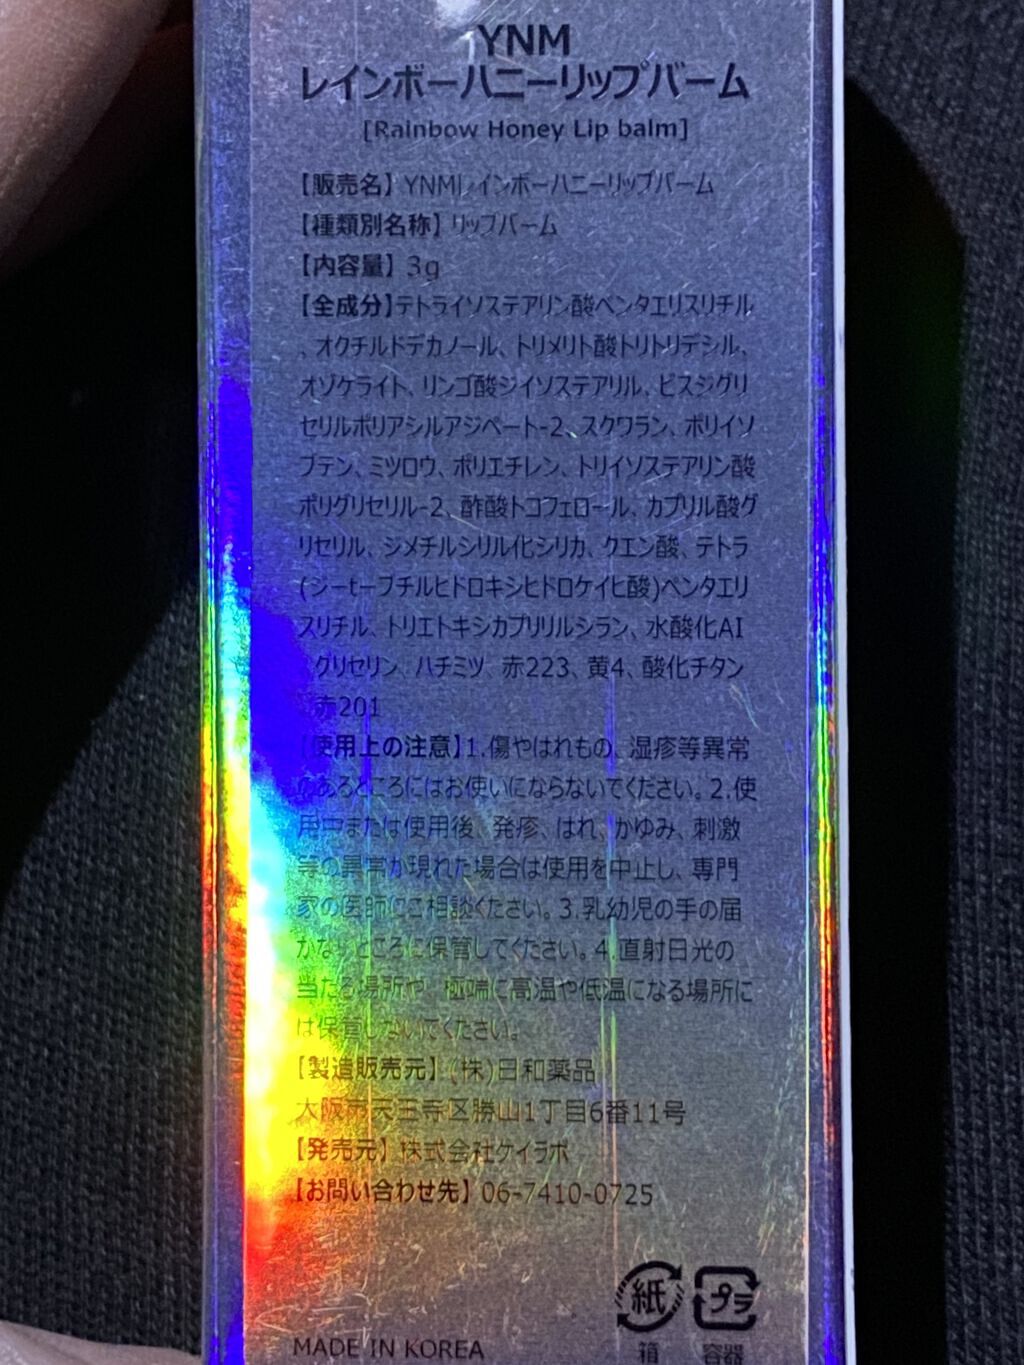 YNM
レインボーハニーリップバーム
[Rainbow Honey Lip balm]
【販売名】YNMレインボーハニーリップバーム
【種類別名称】リップバーム
【内容量】3g
【全成分】テトライソステアリン酸ペンタエリスリチル
、オクチルドデカノール、トリメリト酸トリトリデシル、
オゾケライト、リンゴ酸ジイソステアリル、ビスジグリ
セリルポリアシルアジペート-2、スクワラン、ポリイソ
ブテン、ミツロウ、ポリエチレン、トリイソステアリン酸
ポリグリセリル-2、酢酸トコフェロール、カプリル酸グ
リセリル、ジメチルシリル化シリカ、クエン酸、テトラ
(ジーtーブチルヒドロキシヒドロケイヒ酸)ペンタエリ
スリチル、トリエトキシカプリリルシラン、水酸化AI
、グリセリン、ハチミツ、赤223、黄4、酸化チタン
、赤201
【使用上の注意】1.傷やはれもの、湿疹等異常
のあるところにはお使いにならないでください。2.使
用中または使用後、発疹、はれ、かゆみ、刺激
等の異常が現れた場合は使用を中止し、専門
家の医師にご相談ください。3.乳幼児の手の届
かないところに保管してください。4.直射日光の
当たる場所や、極端に高温や低温になる場所に
は保管しないでください。
【製造販売元】(株)日和薬品
大阪市天王寺区勝山1丁目6番11号
【発売元】株式会社ケイラボ
【お問い合わせ先】06-7410-0725
紙 プラ
MADE IN KOREA 箱 容器